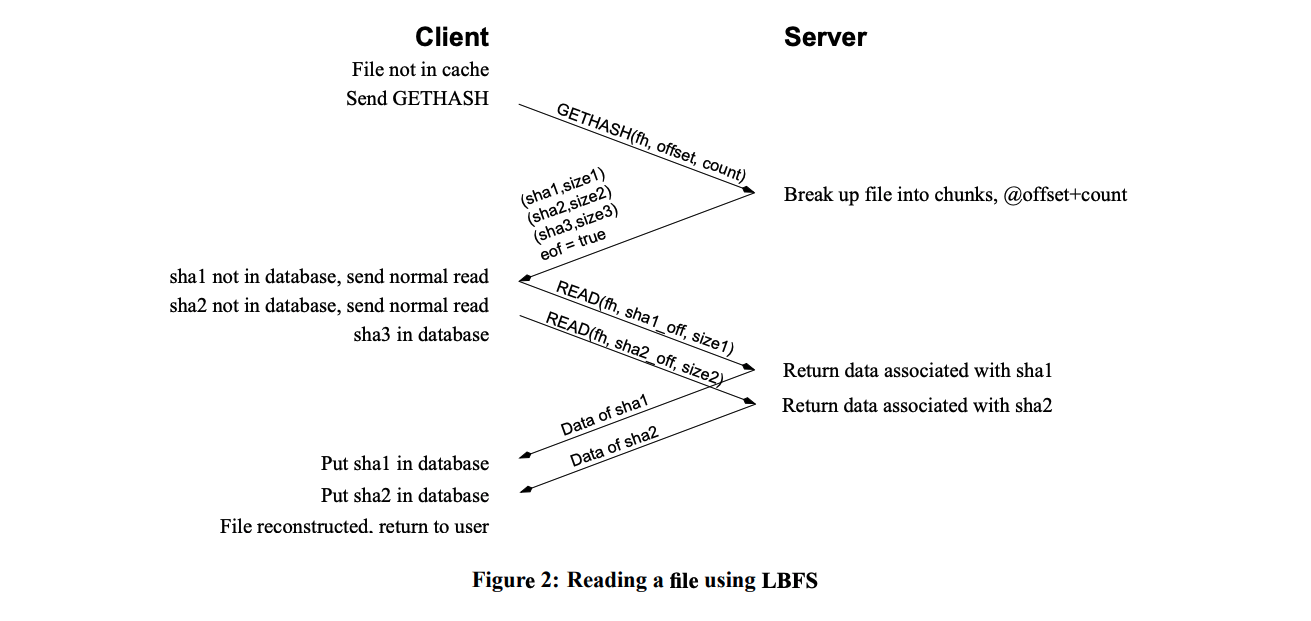 Client
Server
File not in cache
Send GETHASH
GETHASH(fh, offset, count)
Break up file into chunks, @offset+count
(sha1,size1)
(sha2,size2)
(sha3,size3)
eof = true
sha1 not in database, send normal read
sha2 not in database, send normal read
sha3 in database
READ(fh, sha1_off, size1)
READ(fh, sha2_off, size2)
Return data associated with sha1
Return data associated with sha2
Data of sha1
Data of sha2
Put sha1 in database
Put sha2 in database
File reconstructed. return to user
Figure 2: Reading a file using LBFS